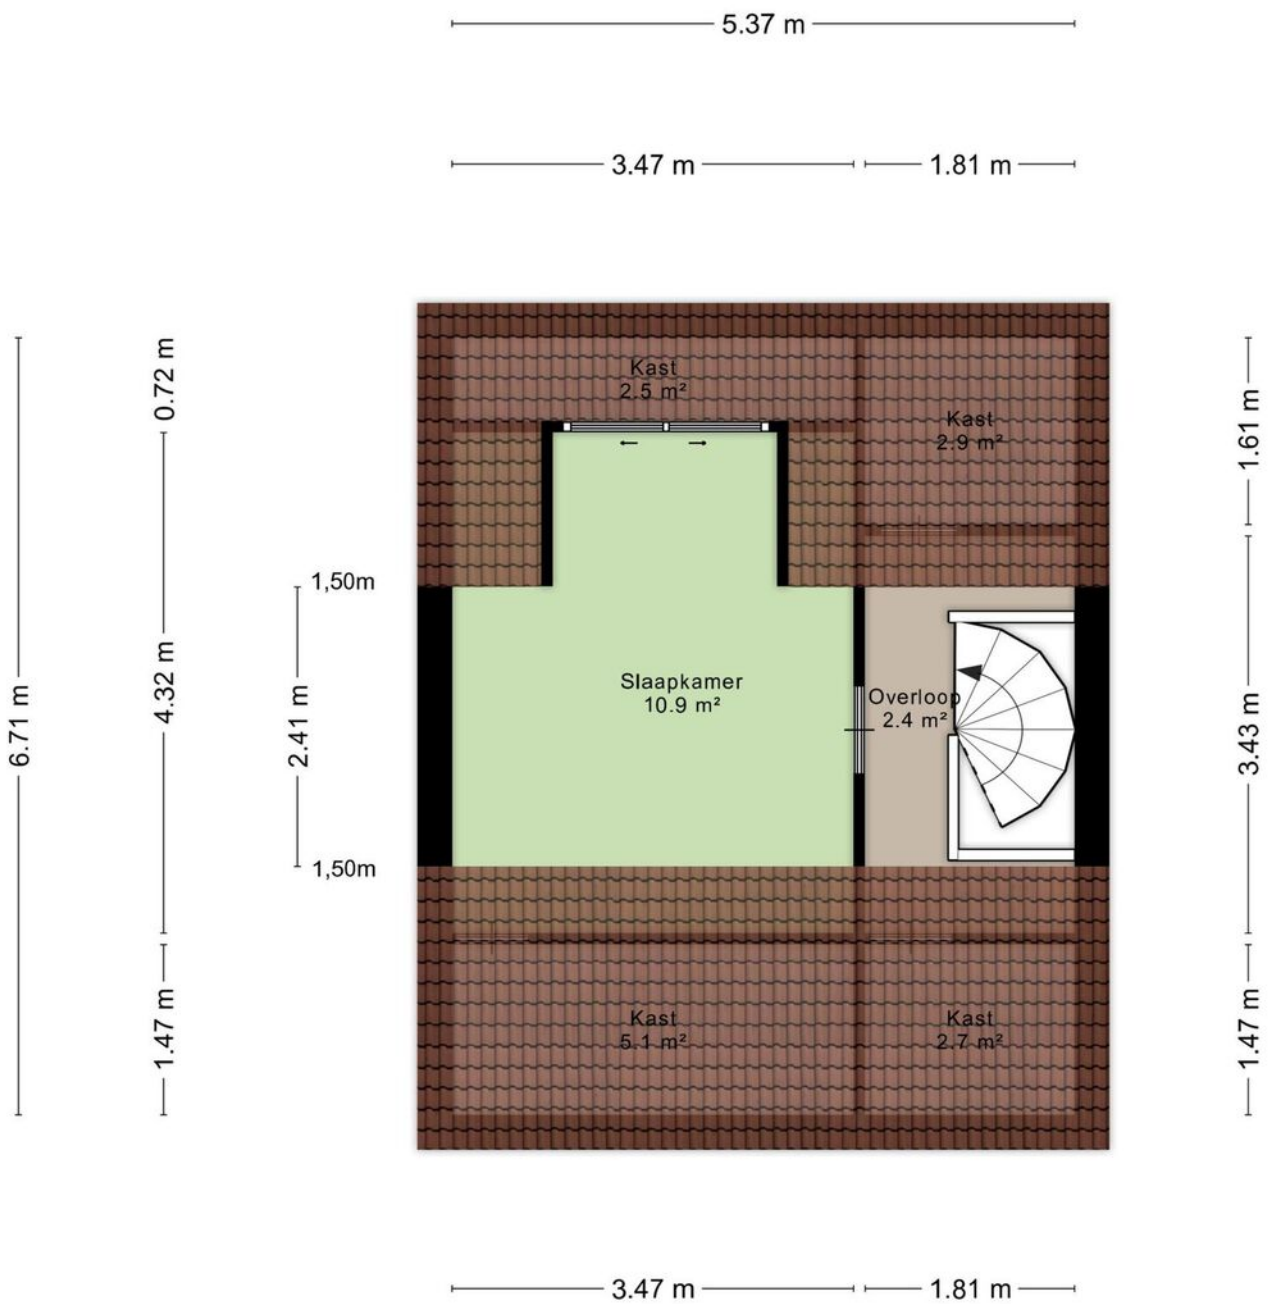 5.37 m
3.47 m
1.81 m
0.72 m
4.32 m
1.47 m
6.71 m
2.41 m
1,50m
1,50m
Kast
2.5 m²
Kast
2.9 m²
Slaapkamer
10.9 m²
Overloop
2.4 m²
Kast
5.1 m²
Kast
2.7 m²
1.61 m
3.43 m
1.47 m
3.47 m
1.81 m